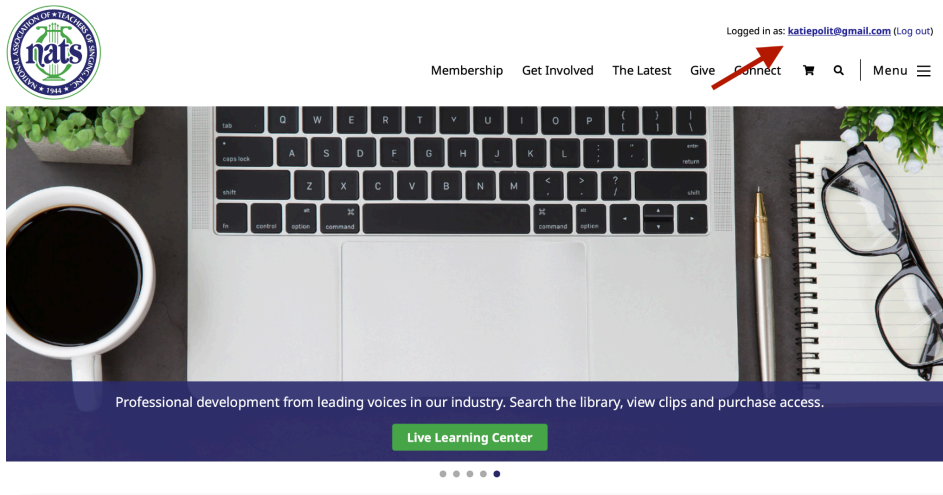 NATIONAL ASSOCIATION OF ★ TEACHERS OF SINGING, INC.
nats
★ 1944 ★
Logged in as: katiepolit@gmail.com (Log out)
Membership Get Involved The Latest Give Connect Menu
tab Q W E R T Y U I O P { [ } ] | \
caps lock A S D F G H J K L : ; " ' enter return
shift Z X C V B N M < , > . ? / shift
fn control alt option ⌘ command ⌘ command alt option
Professional development from leading voices in our industry. Search the library, view clips and purchase access.
Live Learning Center